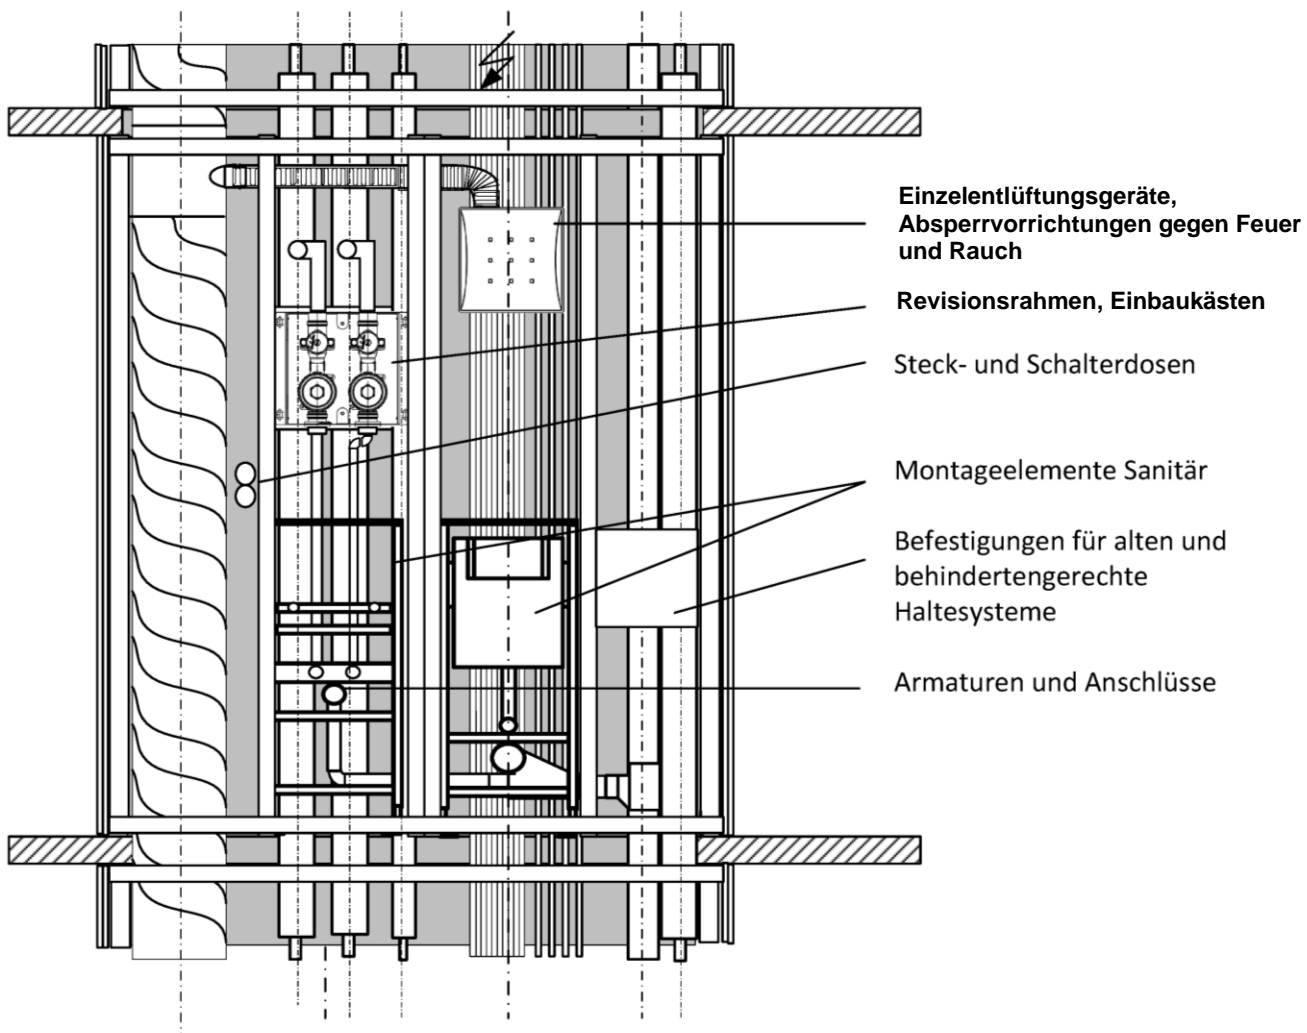 Einzelentlüftungsgeräte,
Absperrvorrichtungen gegen Feuer
und Rauch
Revisionsrahmen, Einbaukästen
Steck- und Schalterdosen
Montageelemente Sanitär
Befestigungen für alten und
behindertengerechte
Haltesysteme
Armaturen und Anschlüsse